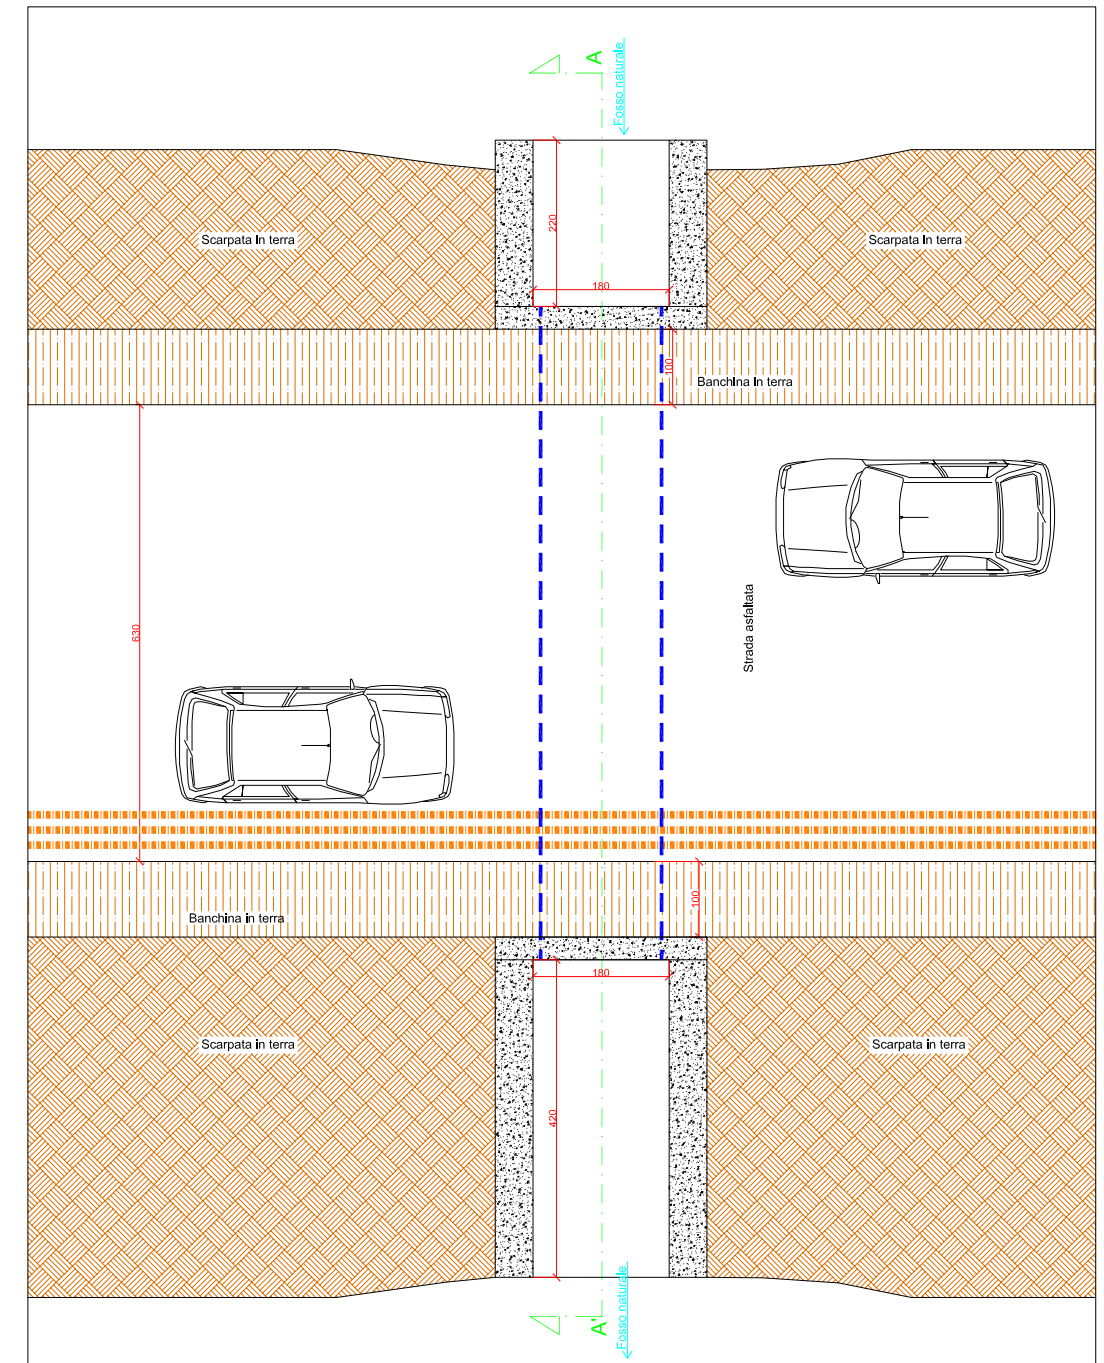 A
Fosso naturale
220
Scarpata in terra
Scarpata in terra
180
100
Banchina in terra
630
Strada asfaltata
100
Banchina in terra
180
Scarpata in terra
Scarpata in terra
420
A'
Fosso naturale